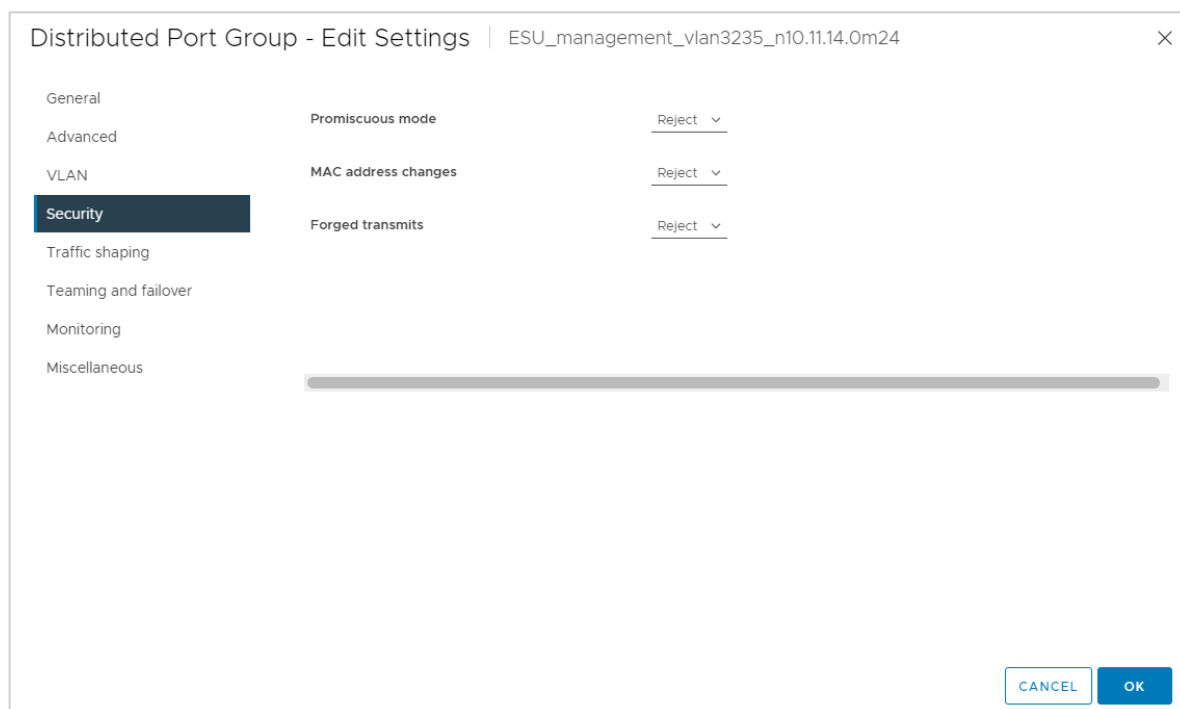 Distributed Port Group - Edit Settings ESU_management_vlan3235_n10.11.14.0m24
General
Advanced
VLAN
Security
Traffic shaping
Teaming and failover
Monitoring
Miscellaneous
Promiscuous mode Reject
MAC address changes Reject
Forged transmits Reject
CANCEL OK